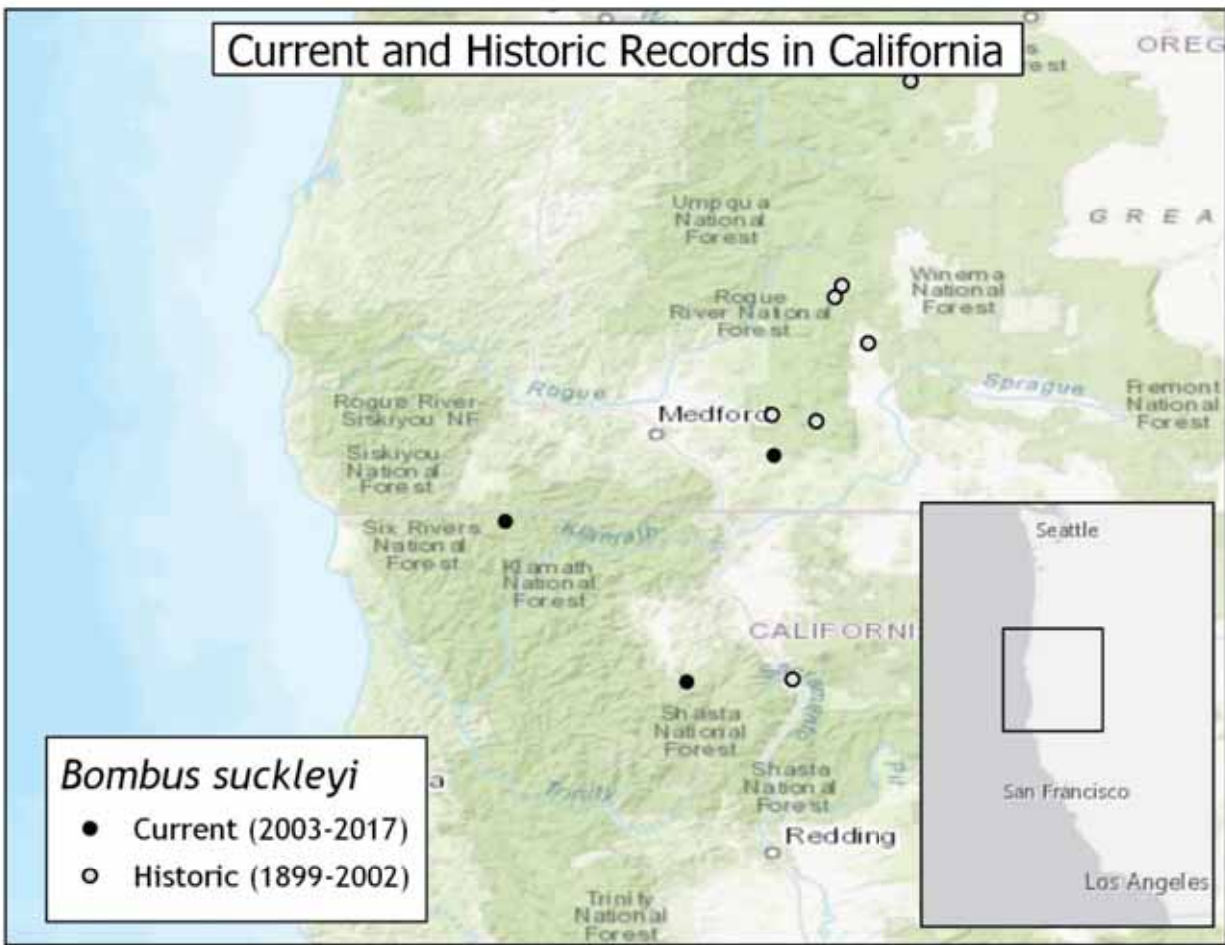 Current and Historic Records in California
OREG
est
Umpqua
National
Forest
G R E A
Winema
National
Forest
Rogue
River National
Forest
Rogue
Sprague
Fremont
National
Forest
Rogue River-
Siskiyou NF
Medford
Siskiyou
National
Forest
Six Rivers
National
Forest
Klamath
Klamath
National
Forest
CALIFORNI
Shasta
National
Forest
Shasta
National
Forest
Pit
Trinity
Redding
Trinity
National
Forest
a
Bombus suckleyi
Current (2003-2017)
Historic (1899-2002)
Seattle
San Francisco
Los Angeles